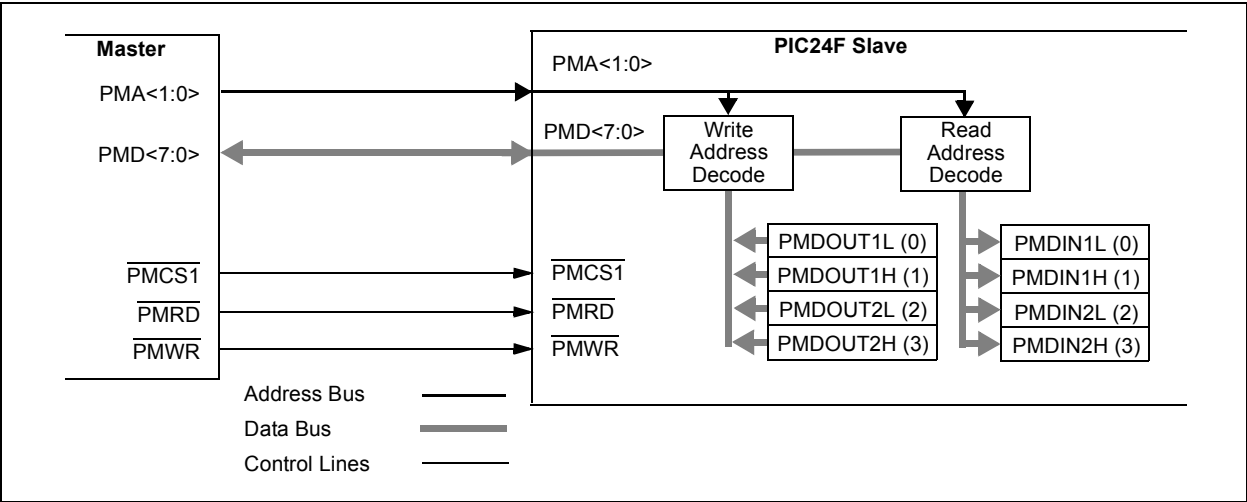 Master
PIC24F Slave
PMA<1:0>
PMA<1:0>
PMD<7:0>
PMD<7:0>
Write
Address
Decode
Read
Address
Decode
PMDOUT1L (0)
PMDOUT1H (1)
PMDOUT2L (2)
PMDOUT2H (3)
PMDIN1L (0)
PMDIN1H (1)
PMDIN2L (2)
PMDIN2H (3)
PMCS1
PMCS1
PMRD
PMRD
PMWR
PMWR
Address Bus
Data Bus
Control Lines